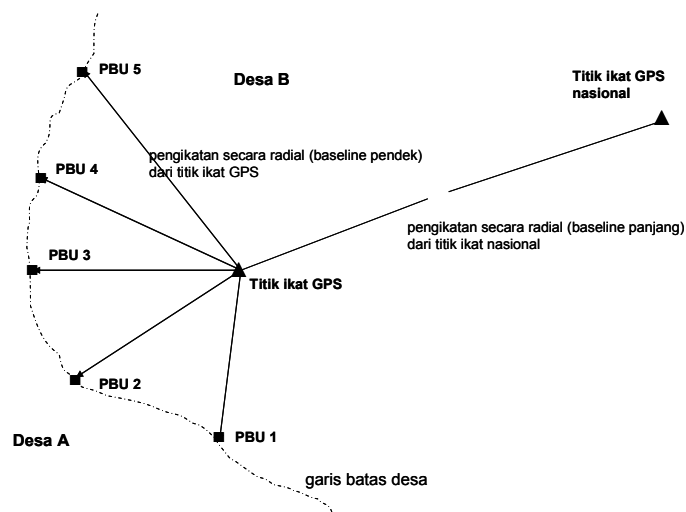 PBU 5
Desa B
Titik ikat GPS
nasional
pengikatan secara radial (baseline pendek)
dari titik ikat GPS
PBU 4
pengikatan secara radial (baseline panjang)
dari titik ikat nasional
PBU 3
Titik ikat GPS
PBU 2
Desa A
PBU 1
garis batas desa